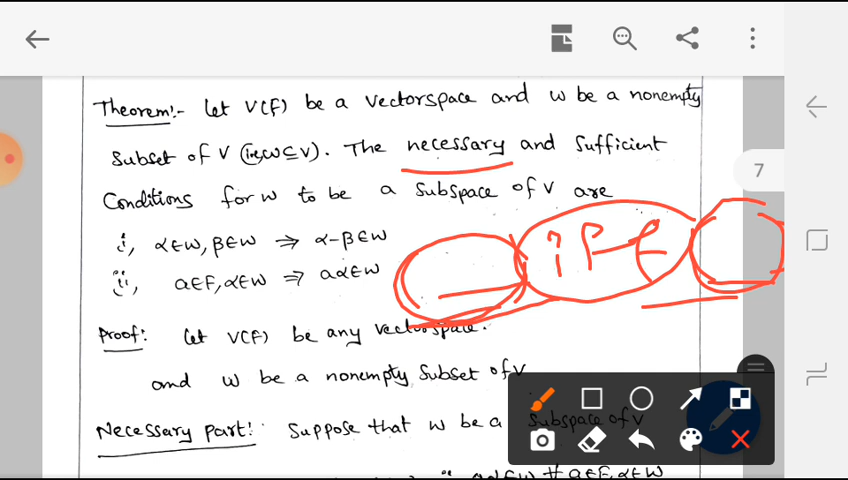 Theorem:- Let V(F) be a vectorspace and W be a nonempty
Subset of V (i.e., W⊆V). The necessary and Sufficient
Conditions for W to be a Subspace of V are
i, α∈W, β∈W ⇒ α-β∈W
ii, a∈F, α∈W ⇒ aα∈W
Proof: Let V(F) be any vectorspace.
and W be a nonempty Subset of V
Necessary part: Suppose that W be a Subspace of V
∀ a∈F, α∈W
7